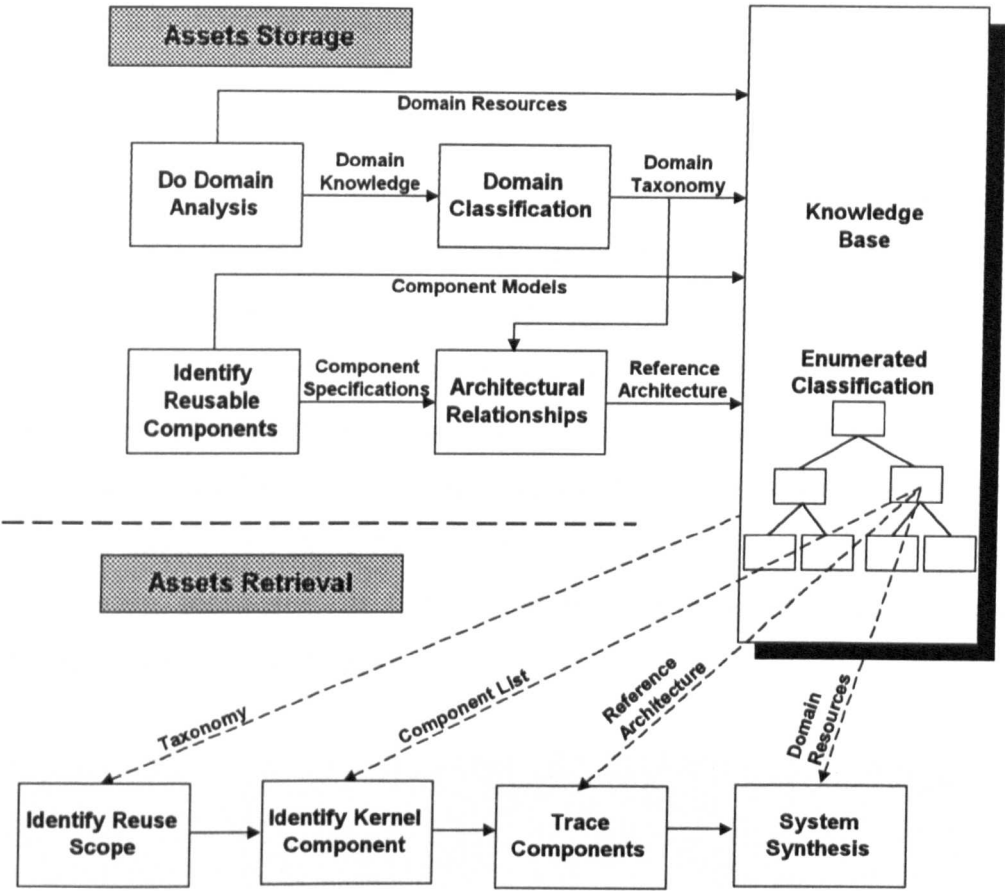 Assets Storage
Domain Resources
Do Domain
Analysis
Domain
Knowledge
Domain
Classification
Domain
Taxonomy
Knowledge
Base
Component Models
Identify
Reusable
Components
Component
Specifications
Architectural
Relationships
Reference
Architecture
Enumerated
Classification
Assets Retrieval
Taxonomy
Component List
Reference
Architecture
Domain
Resources
Identify Reuse
Scope
Identify Kernel
Component
Trace
Components
System
Synthesis